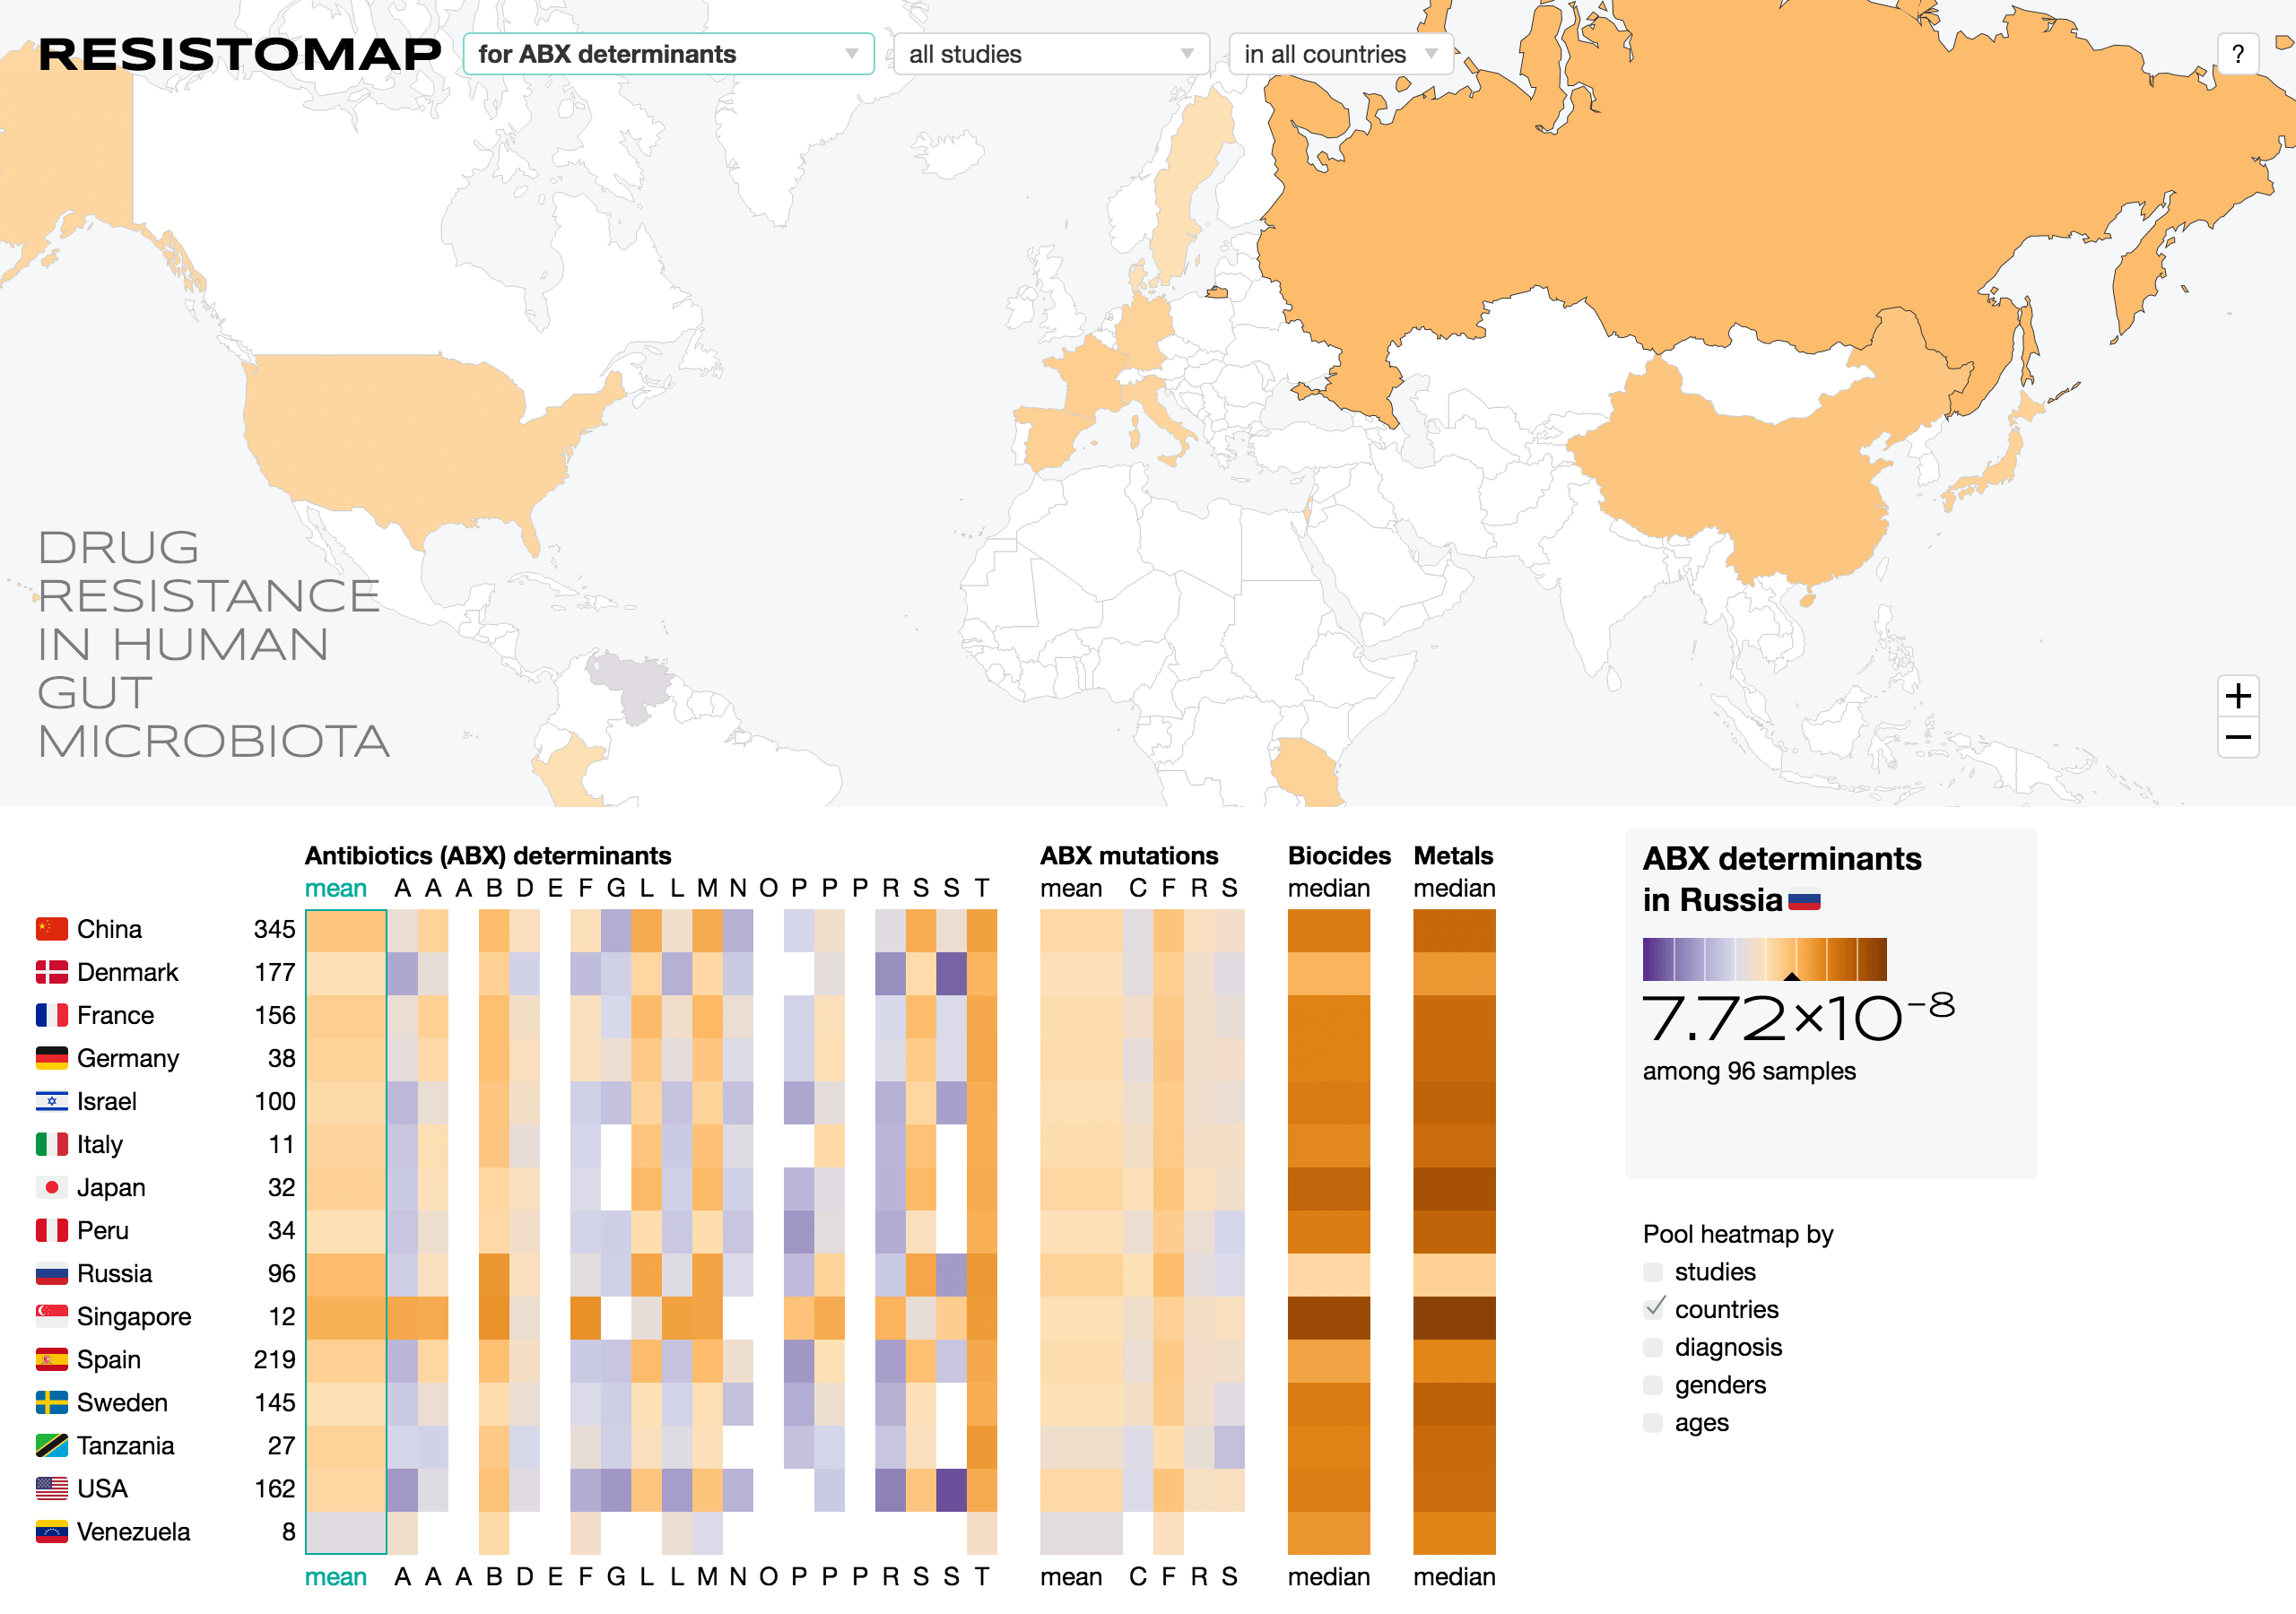 RESISTOMAP
for ABX determinants
all studies
in all countries
?
DRUG
RESISTANCE
IN HUMAN
GUT
MICROBIOTA
+
−
Antibiotics (ABX) determinants
ABX mutations
Biocides
Metals
mean A A A B D E F G L L M N O P P P R S S T
mean C F R S
median
median
China 345
Denmark 177
France 156
Germany 38
Israel 100
Italy 11
Japan 32
Peru 34
Russia 96
Singapore 12
Spain 219
Sweden 145
Tanzania 27
USA 162
Venezuela 8
mean A A A B D E F G L L M N O P P P R S S T
mean C F R S
median
median
ABX determinants
in Russia
7.72×10⁻⁸
among 96 samples
Pool heatmap by
studies
countries
diagnosis
genders
ages